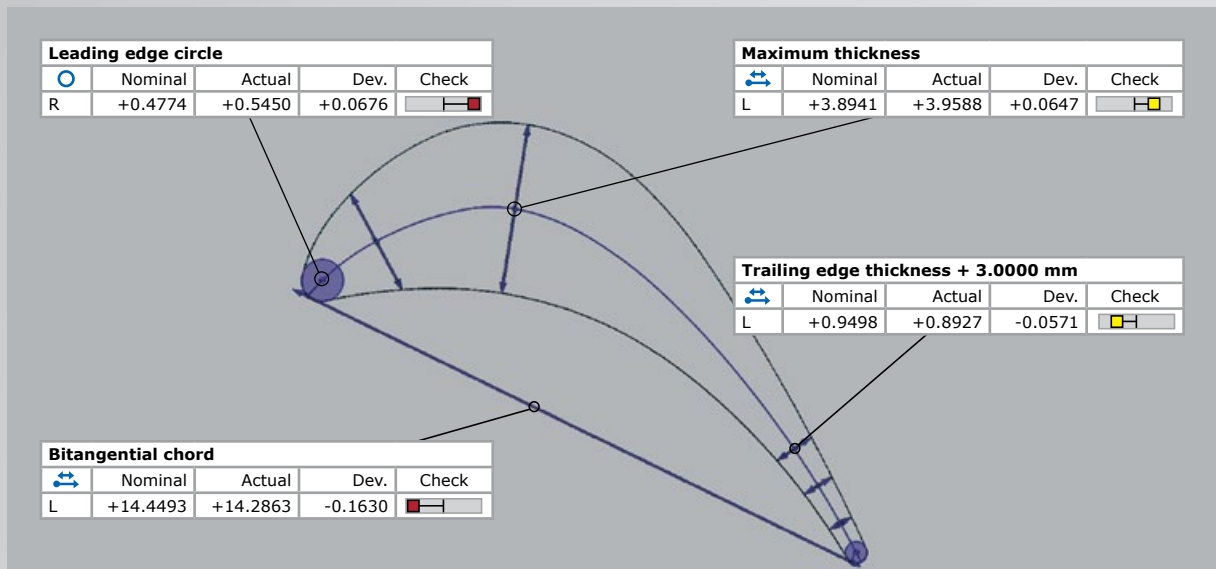 Leading edge circle
Nominal Actual Dev. Check
R +0.4774 +0.5450 +0.0676
Maximum thickness
Nominal Actual Dev. Check
L +3.8941 +3.9588 +0.0647
Trailing edge thickness + 3.0000 mm
Nominal Actual Dev. Check
L +0.9498 +0.8927 -0.0571
Bitangential chord
Nominal Actual Dev. Check
L +14.4493 +14.2863 -0.1630